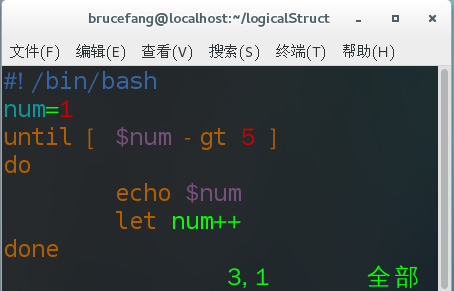 brucefang@localhost:~/logicalStruct
文件(F) 编辑(E) 查看(V) 搜索(S) 终端(T) 帮助(H)
#!/bin/bash
num=1
until [ $num -gt 5 ]
do
        echo $num
        let num++
done
3,1 全部